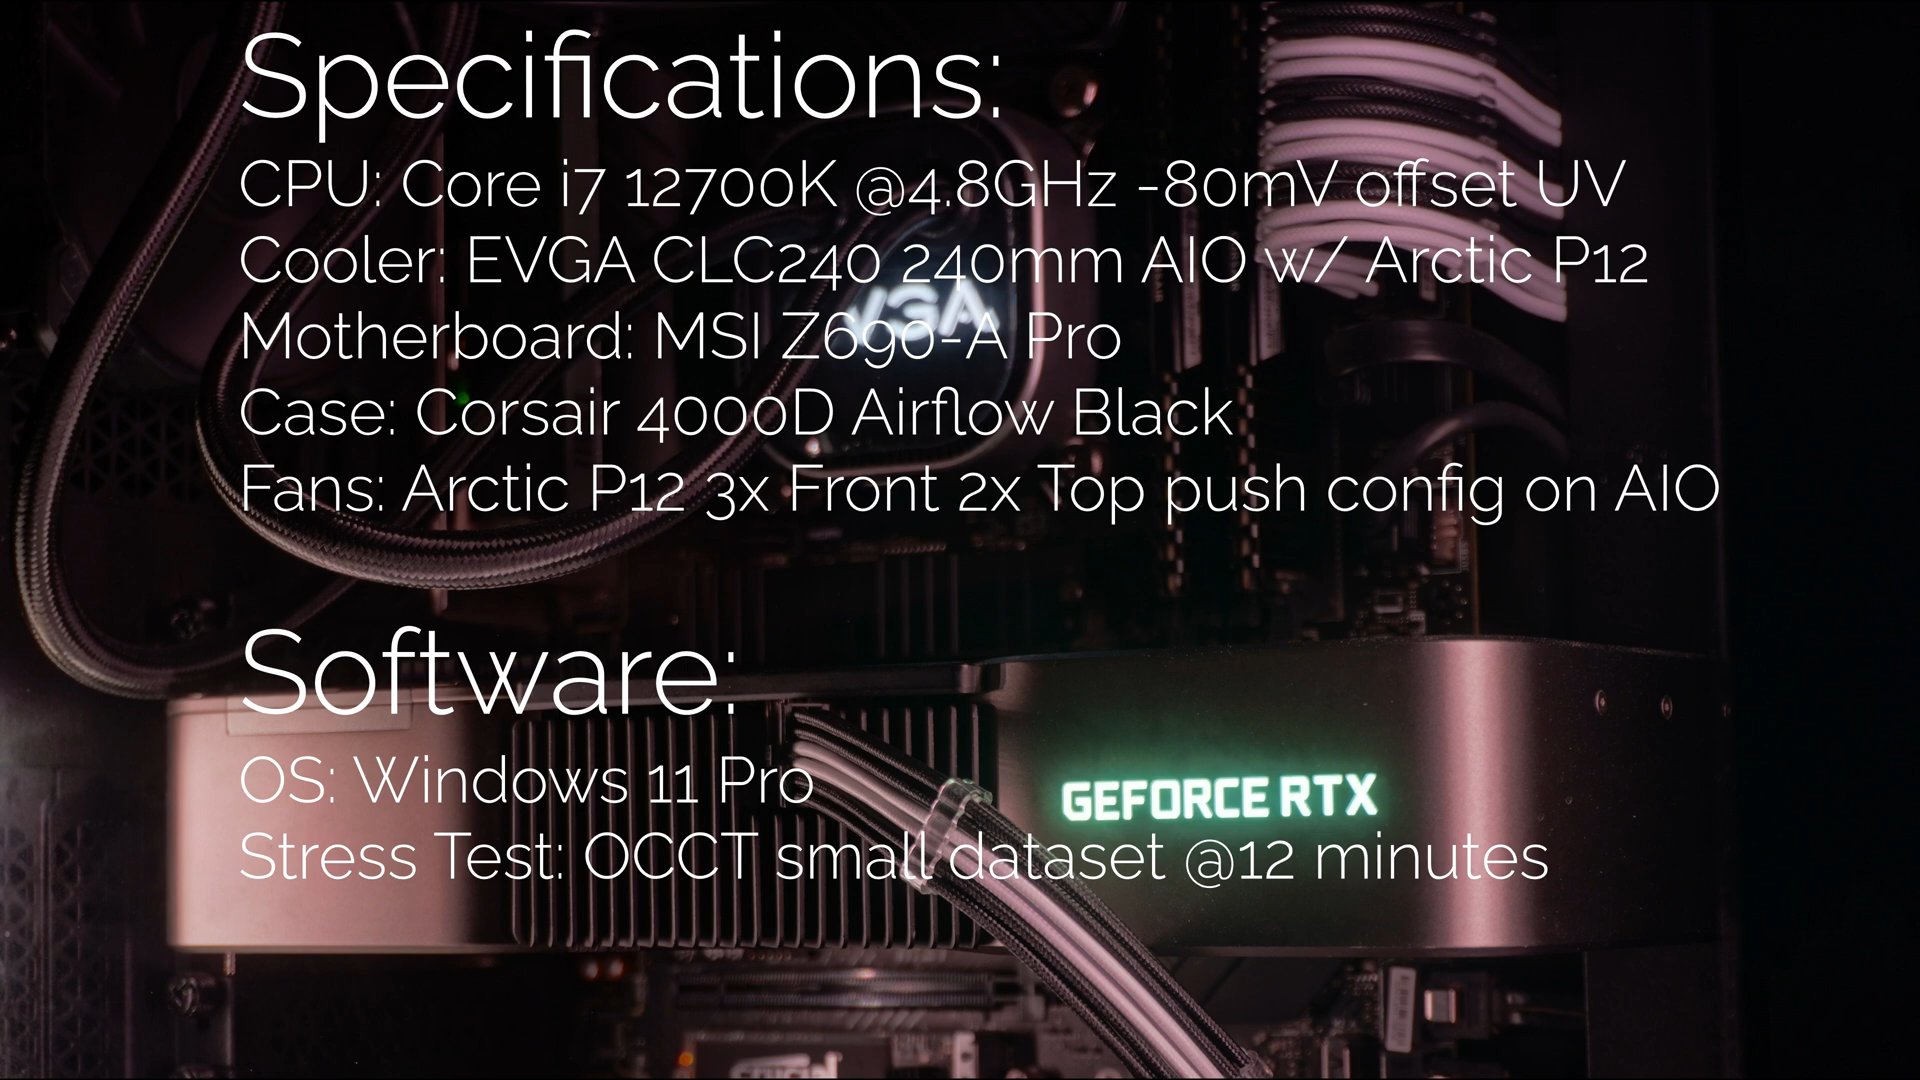 Specifications:
CPU: Core i7 12700K @4.8GHz -80mV offset UV
Cooler: EVGA CLC240 240mm AIO w/ Arctic P12
Motherboard: MSI Z690-A Pro
VGA
Case: Corsair 4000D Airflow Black
Fans: Arctic P12 3x Front 2x Top push config on AIO
Software:
OS: Windows 11 Pro
GEFORCE RTX
Stress Test: OCCT small dataset @12 minutes